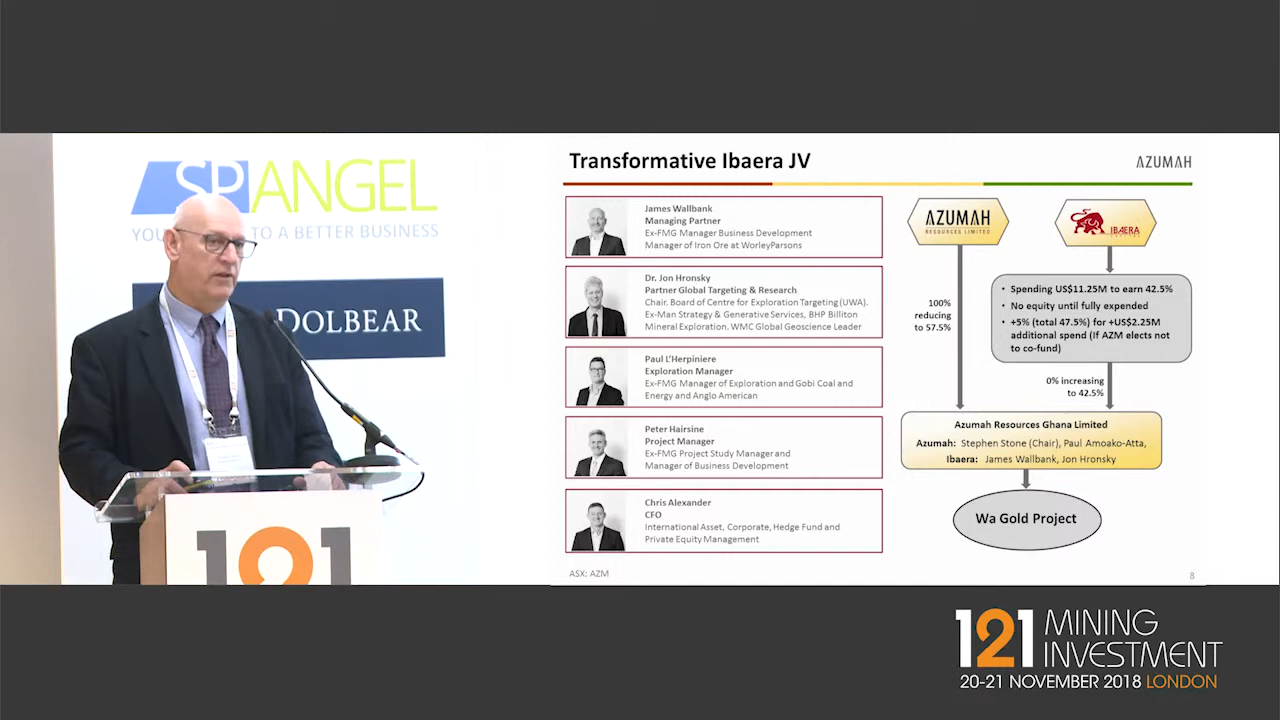 SP ANGEL
YOU TO A BETTER BUSINESS
DOLBEAR
121
Transformative Ibaera JV
AZUMAH
James Wallbank
Managing Partner
Ex-FMG Manager Business Development
Manager of Iron Ore at WorleyParsons
Dr. Jon Hronsky
Partner Global Targeting & Research
Chair. Board of Centre for Exploration Targeting (UWA).
Ex-Man Strategy & Generative Services, BHP Billiton
Mineral Exploration. WMC Global Geoscience Leader
Paul L'Herpiniere
Exploration Manager
Ex-FMG Manager of Exploration and Gobi Coal and
Energy and Anglo American
Peter Hairsine
Project Manager
Ex-FMG Project Study Manager and
Manager of Business Development
Chris Alexander
CFO
International Asset, Corporate, Hedge Fund and
Private Equity Management
AZUMAH
RESOURCES LIMITED
IBAERA
• Spending US$11.25M to earn 42.5%
• No equity until fully expended
• +5% (total 47.5%) for +US$2.25M
additional spend (If AZM elects not
to co-fund)
100%
reducing
to 57.5%
0% increasing
to 42.5%
Azumah Resources Ghana Limited
Azumah: Stephen Stone (Chair), Paul Amoako-Atta,
Ibaera: James Wallbank, Jon Hronsky
Wa Gold Project
ASX: AZM
8
121 MINING
INVESTMENT
20-21 NOVEMBER 2018 LONDON